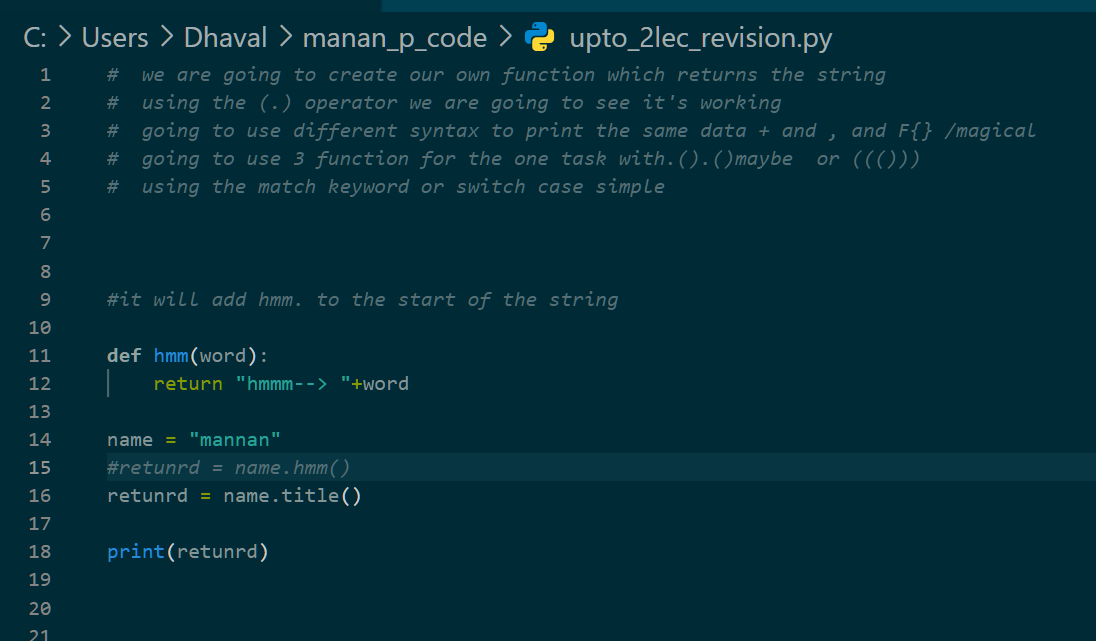 C: > Users > Dhaval > manan_p_code > upto_2lec_revision.py
1 #  we are going to create our own function which returns the string
2 #  using the (.) operator we are going to see it's working
3 #  going to use different syntax to print the same data + and , and F{} /magical
4 #  going to use 3 function for the one task with.().()maybe  or ((()))
5 #  using the match keyword or switch case simple
6
7
8
9 #it will add hmm. to the start of the string
10
11 def hmm(word):
12     return "hmmm--> "+word
13
14 name = "mannan"
15 #retunrd = name.hmm()
16 retunrd = name.title()
17
18 print(retunrd)
19
20
21